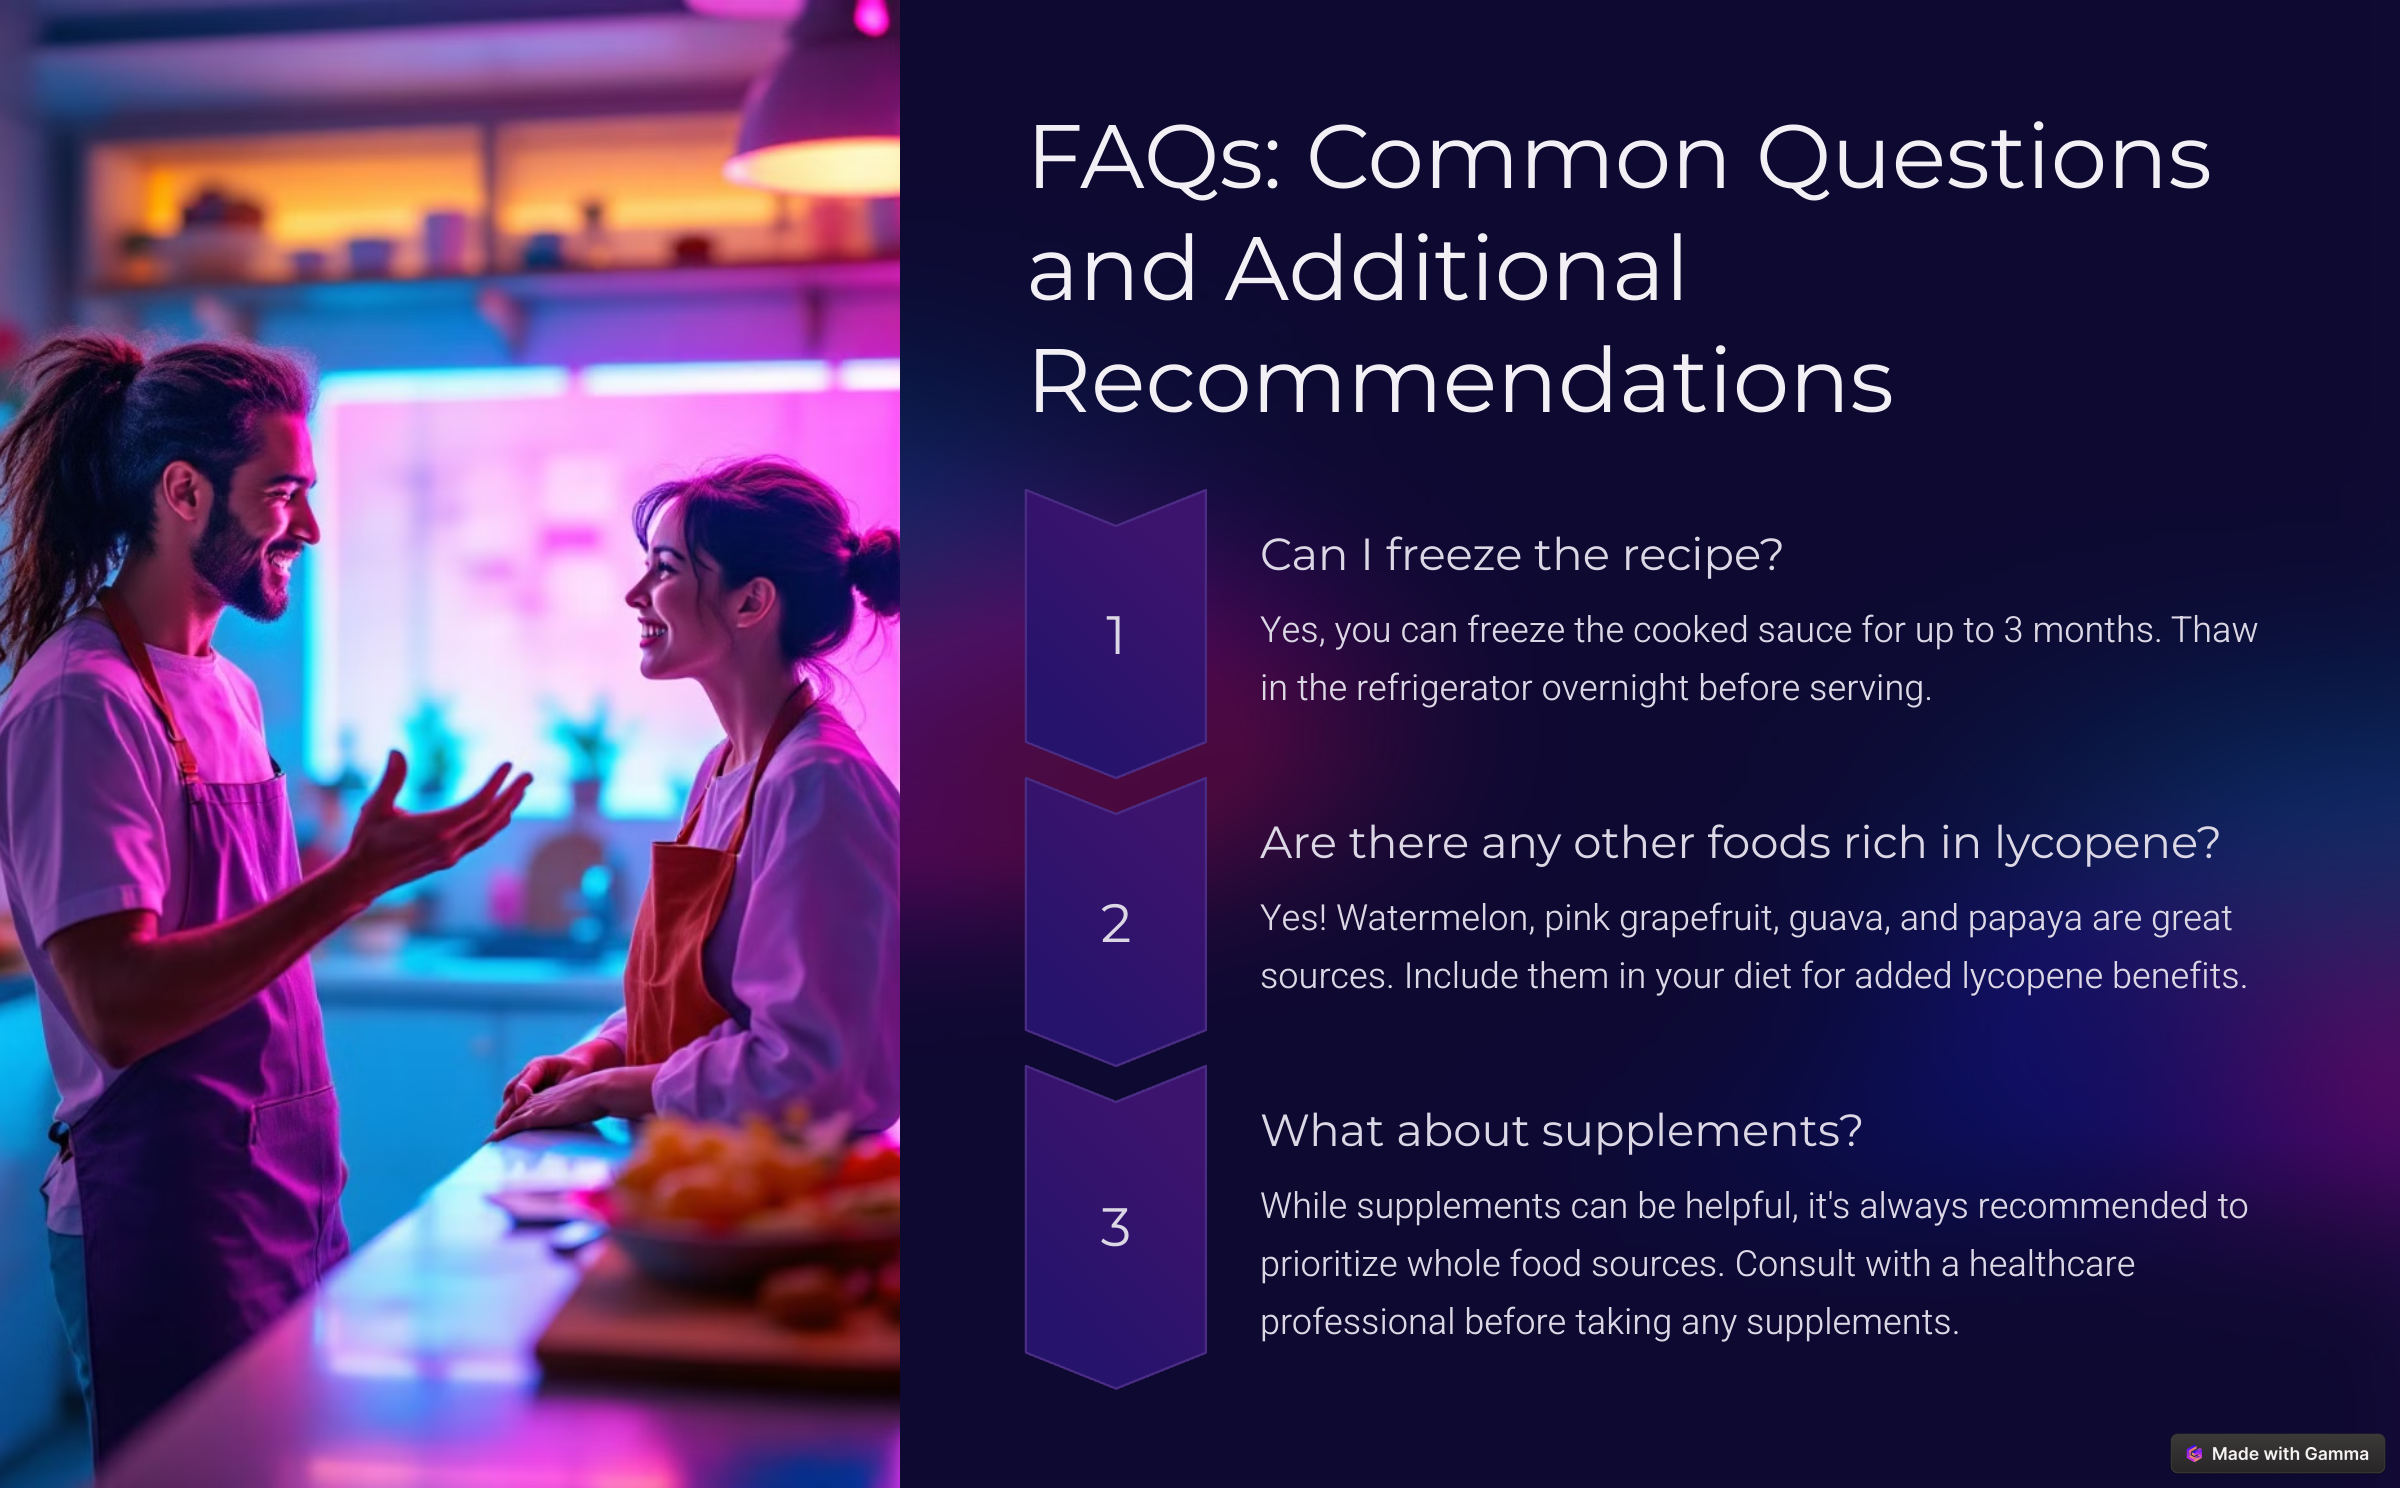 FAQs: Common Questions
and Additional
Recommendations
1
Can I freeze the recipe?
Yes, you can freeze the cooked sauce for up to 3 months. Thaw
in the refrigerator overnight before serving.
2
Are there any other foods rich in lycopene?
Yes! Watermelon, pink grapefruit, guava, and papaya are great
sources. Include them in your diet for added lycopene benefits.
3
What about supplements?
While supplements can be helpful, it's always recommended to
prioritize whole food sources. Consult with a healthcare
professional before taking any supplements.
Made with Gamma